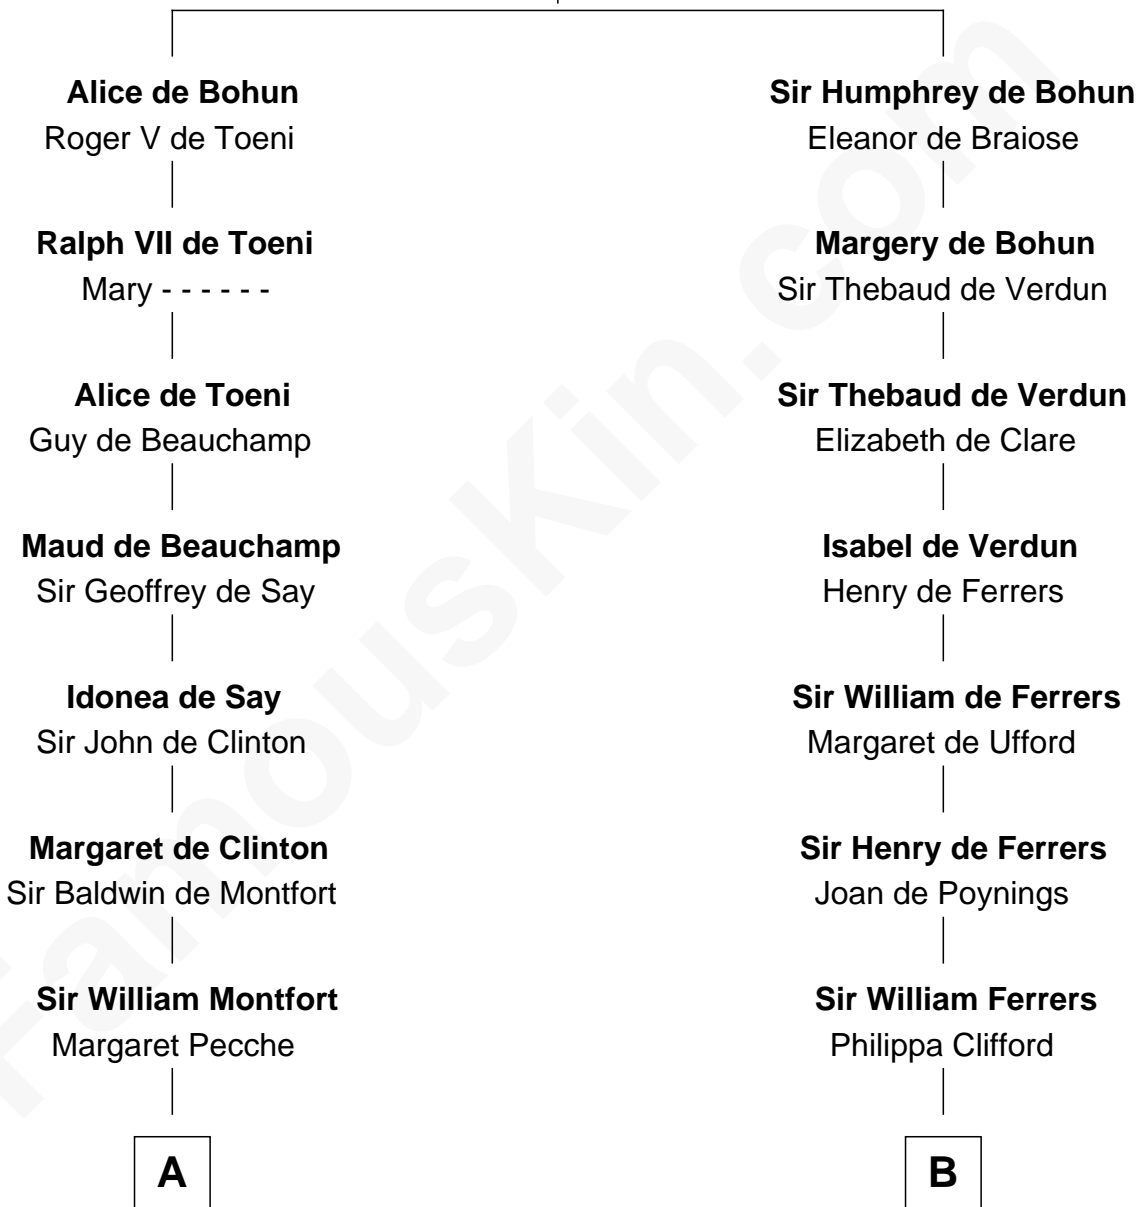 Alice de Bohun
Roger V de Toeni
Ralph VII de Toeni
Mary - - - - - -
Alice de Toeni
Guy de Beauchamp
Maud de Beauchamp
Sir Geoffrey de Say
Idonea de Say
Sir John de Clinton
Margaret de Clinton
Sir Baldwin de Montfort
Sir William Montfort
Margaret Pecche
A
Sir Humphrey de Bohun
Eleanor de Braiose
Margery de Bohun
Sir Thebaud de Verdun
Sir Thebaud de Verdun
Elizabeth de Clare
Isabel de Verdun
Henry de Ferrers
Sir William de Ferrers
Margaret de Ufford
Sir Henry de Ferrers
Joan de Poynings
Sir William Ferrers
Philippa Clifford
B
FamousKin.com